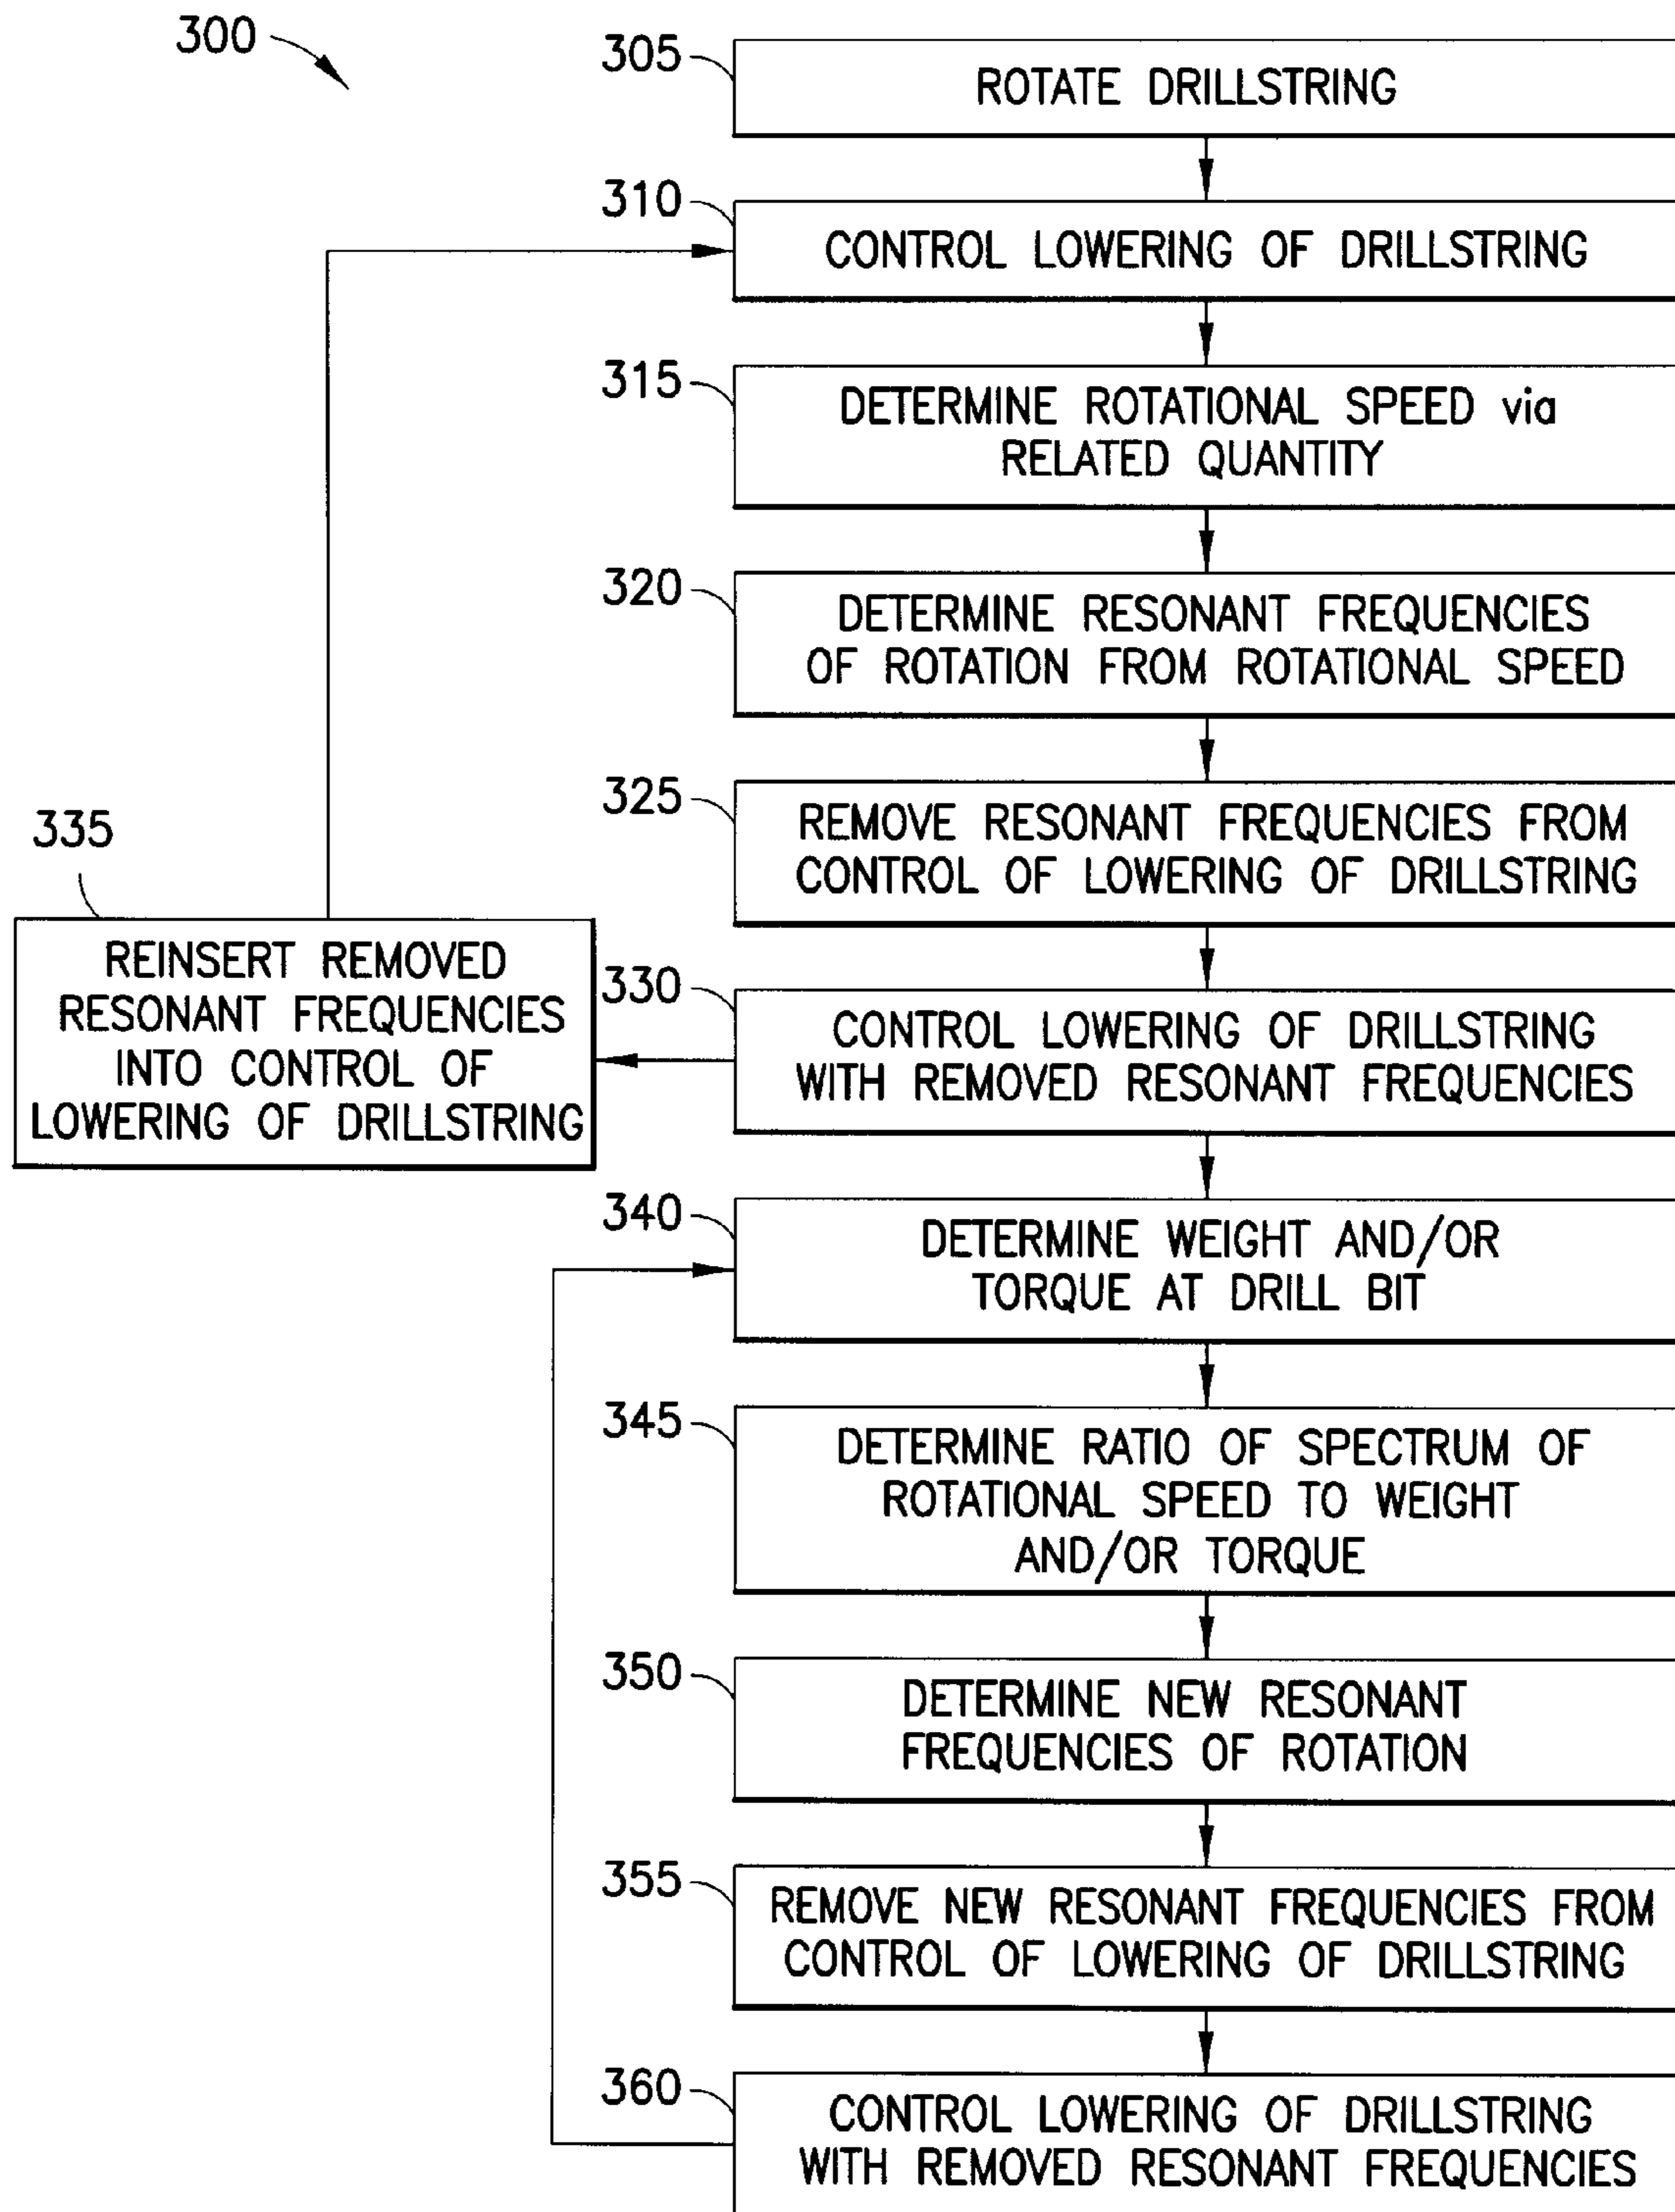 300
305
ROTATE DRILLSTRING
310
CONTROL LOWERING OF DRILLSTRING
315
DETERMINE ROTATIONAL SPEED via
RELATED QUANTITY
320
DETERMINE RESONANT FREQUENCIES
OF ROTATION FROM ROTATIONAL SPEED
325
REMOVE RESONANT FREQUENCIES FROM
CONTROL OF LOWERING OF DRILLSTRING
335
REINSERT REMOVED
RESONANT FREQUENCIES
INTO CONTROL OF
LOWERING OF DRILLSTRING
330
CONTROL LOWERING OF DRILLSTRING
WITH REMOVED RESONANT FREQUENCIES
340
DETERMINE WEIGHT AND/OR
TORQUE AT DRILL BIT
345
DETERMINE RATIO OF SPECTRUM OF
ROTATIONAL SPEED TO WEIGHT
AND/OR TORQUE
350
DETERMINE NEW RESONANT
FREQUENCIES OF ROTATION
355
REMOVE NEW RESONANT FREQUENCIES FROM
CONTROL OF LOWERING OF DRILLSTRING
360
CONTROL LOWERING OF DRILLSTRING
WITH REMOVED RESONANT FREQUENCIES